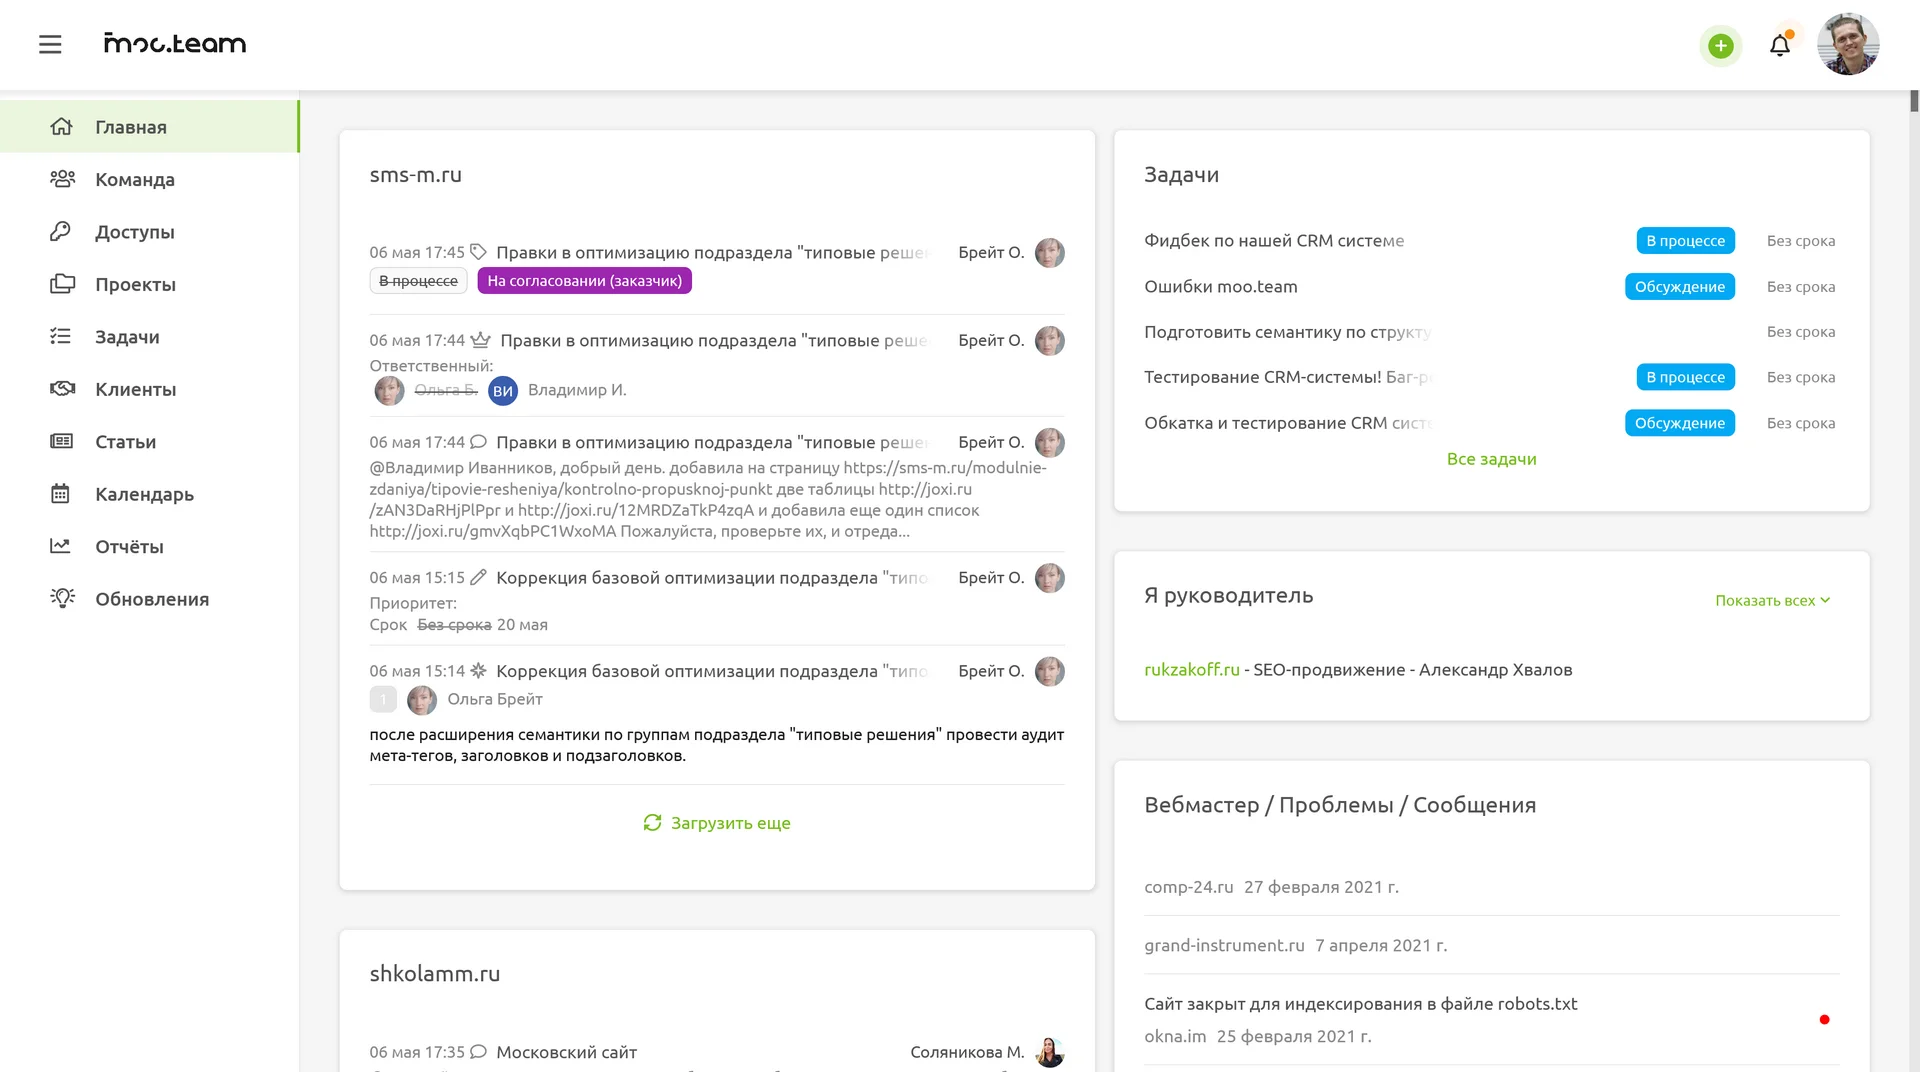 moo.team
Главная
Команда
Доступы
Проекты
Задачи
Клиенты
Статьи
Календарь
Отчёты
Обновления
sms-m.ru
06 мая 17:45 Правки в оптимизацию подраздела "типовые Брейт О.
В процессе На согласовании (заказчик)
06 мая 17:44 Правки в оптимизацию подраздела "типовые Брейт О.
Ответственный:
Ольга Б. ВИ Владимир И.
06 мая 17:44 Правки в оптимизацию подраздела "типовые Брейт О.
@Владимир Иванников, добрый день. добавила на страницу https://sms-m.ru/modulnie-
zdaniya/tipovie-resheniya/kontrolno-propusknoj-punkt две таблицы http://joxi.ru
/zAN3DaRHjPlPpr и http://joxi.ru/12MRDZaTkP4zqA и добавила еще один список
http://joxi.ru/gmvXqbPC1WxoMA Пожалуйста, проверьте их, и отреда...
06 мая 15:15 Коррекция базовой оптимизации подраздела "типо Брейт О.
Приоритет:
Срок Без срока 20 мая
06 мая 15:14 Коррекция базовой оптимизации подраздела "типо Брейт О.
1 Ольга Брейт
после расширения семантики по группам подраздела "типовые решения" провести аудит
мета-тегов, заголовков и подзаголовков.
Загрузить еще
shkolamm.ru
06 мая 17:35 Московский сайт Соляникова М.
Задачи
Фидбек по нашей CRM системе В процессе Без срока
Ошибки moo.team Обсуждение Без срока
Подготовить семантику по структу Без срока
Тестирование CRM-системы! Баг-р В процессе Без срока
Обкатка и тестирование CRM сист Обсуждение Без срока
Все задачи
Я руководитель
Показать всех
rukzakoff.ru - SEO-продвижение - Александр Хвалов
Вебмастер / Проблемы / Сообщения
comp-24.ru 27 февраля 2021 г.
grand-instrument.ru 7 апреля 2021 г.
Сайт закрыт для индексирования в файле robots.txt
okna.im 25 февраля 2021 г.